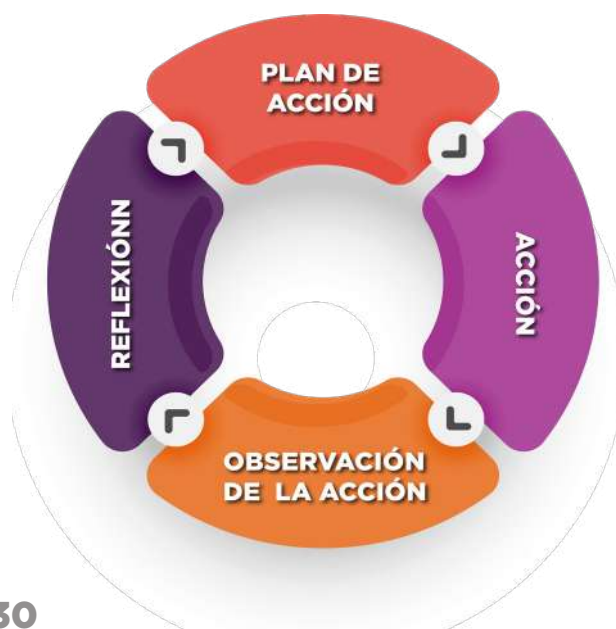 PLAN DE
ACCIÓN
ACCIÓN
OBSERVACIÓN
DE LA ACCIÓN
REFLEXIÓNN
30